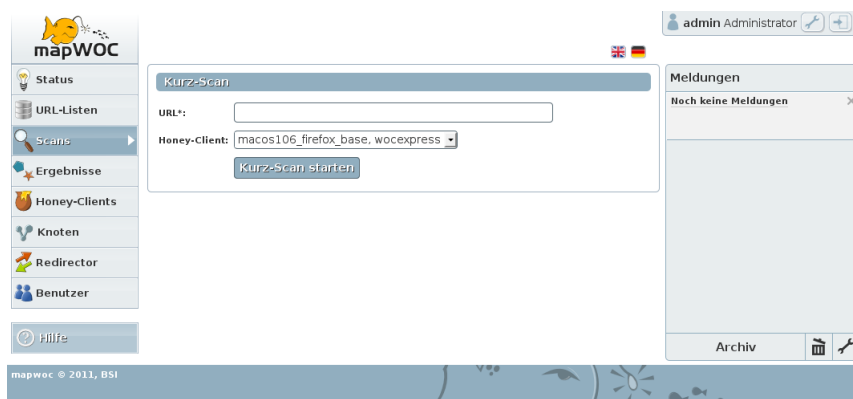 mapWOC
admin Administrator
Status
URL-Listen
Scans
Ergebnisse
Honey-Clients
Knoten
Redirector
Benutzer
Hilfe
Kurz-Scan
URL*:
Honey-Client: macos106_firefox_base, wocexpress
Kurz-Scan starten
Meldungen
Noch keine Meldungen
Archiv
mapwoc © 2011, BSI